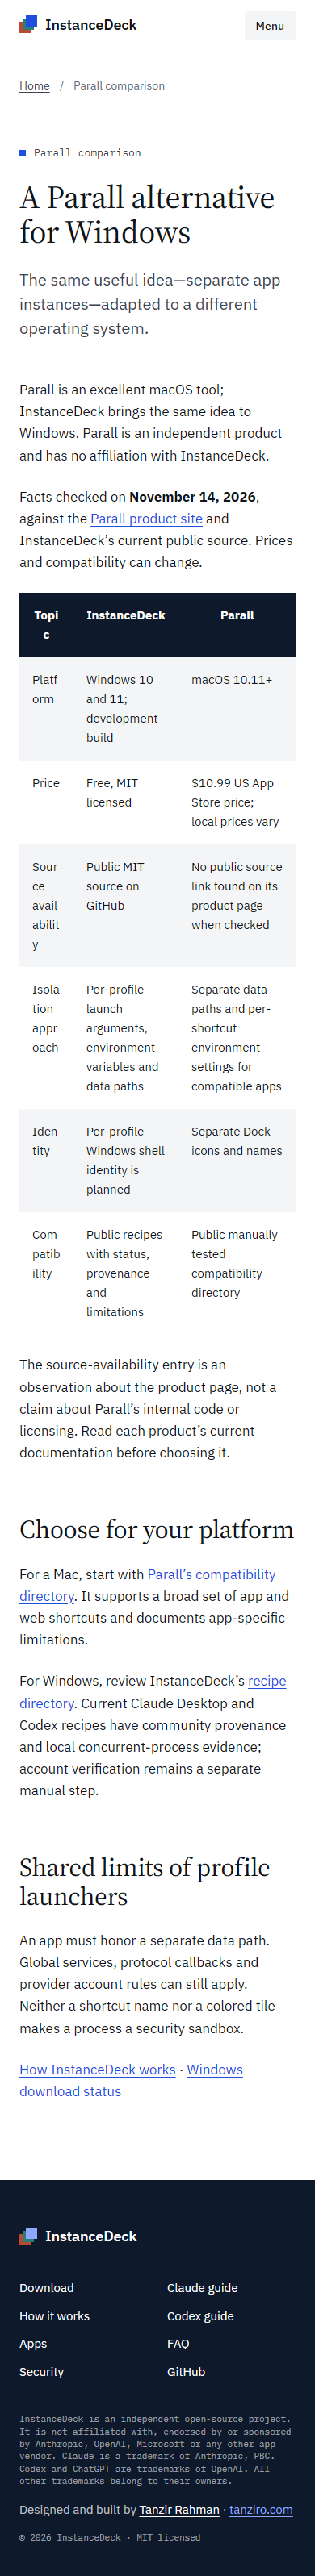 InstanceDeck
Menu
Home / Parall comparison
Parall comparison
A Parall alternative
for Windows
The same useful idea—separate app
instances—adapted to a different
operating system.
Parall is an excellent macOS tool;
InstanceDeck brings the same idea to
Windows. Parall is an independent product
and has no affiliation with InstanceDeck.
Facts checked on November 14, 2026,
against the Parall product site and
InstanceDeck’s current public source. Prices
and compatibility can change.
Topi
c
InstanceDeck
Parall
Platf
orm
Windows 10
and 11;
development
build
macOS 10.11+
Price
Free, MIT
licensed
$10.99 US App
Store price;
local prices vary
Sour
ce
avail
abilit
y
Public MIT
source on
GitHub
No public source
link found on its
product page
when checked
Isola
tion
appr
oach
Per-profile
launch
arguments,
environment
variables and
data paths
Separate data
paths and per-
shortcut
environment
settings for
compatible apps
Iden
tity
Per-profile
Windows shell
identity is
planned
Separate Dock
icons and names
Com
patib
ility
Public recipes
with status,
provenance
and
limitations
Public manually
tested
compatibility
directory
The source-availability entry is an
observation about the product page, not a
claim about Parall’s internal code or
licensing. Read each product’s current
documentation before choosing it.
Choose for your platform
For a Mac, start with Parall’s compatibility
directory. It supports a broad set of app and
web shortcuts and documents app-specific
limitations.
For Windows, review InstanceDeck’s recipe
directory. Current Claude Desktop and
Codex recipes have community provenance
and local concurrent-process evidence;
account verification remains a separate
manual step.
Shared limits of profile
launchers
An app must honor a separate data path.
Global services, protocol callbacks and
provider account rules can still apply.
Neither a shortcut name nor a colored tile
makes a process a security sandbox.
How InstanceDeck works · Windows
download status
InstanceDeck
Download
Claude guide
How it works
Codex guide
Apps
FAQ
Security
GitHub
InstanceDeck is an independent open-source project.
It is not affiliated with, endorsed by or sponsored
by Anthropic, OpenAI, Microsoft or any other app
vendor. Claude is a trademark of Anthropic, PBC.
Codex and ChatGPT are trademarks of OpenAI. All
other trademarks belong to their owners.
Designed and built by Tanzir Rahman · tanziro.com
© 2026 InstanceDeck · MIT licensed